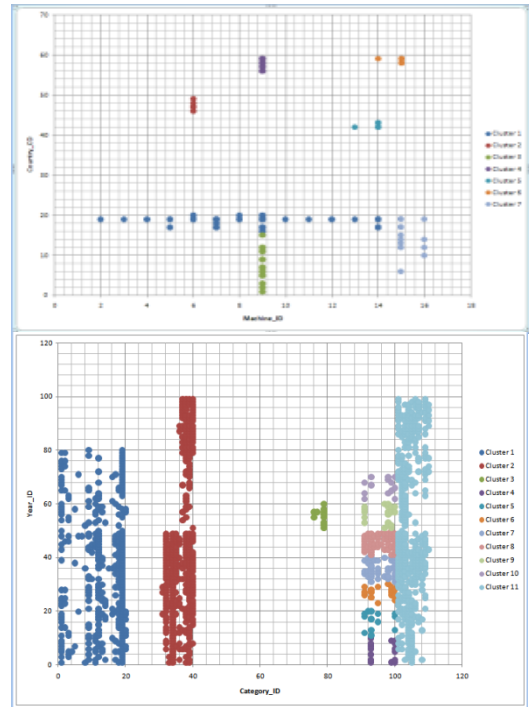 70
60
50
40
30
20
10
0
Country_ID
0 2 4 6 8 10 12 14 16 18
Machine_ID
Cluster 1
Cluster 2
Cluster 3
Cluster 4
Cluster 5
Cluster 6
Cluster 7
120
100
80
60
40
20
0
Year_ID
0 20 40 60 80 100 120
Category_ID
Cluster 1
Cluster 2
Cluster 3
Cluster 4
Cluster 5
Cluster 6
Cluster 7
Cluster 8
Cluster 9
Cluster 10
Cluster 11